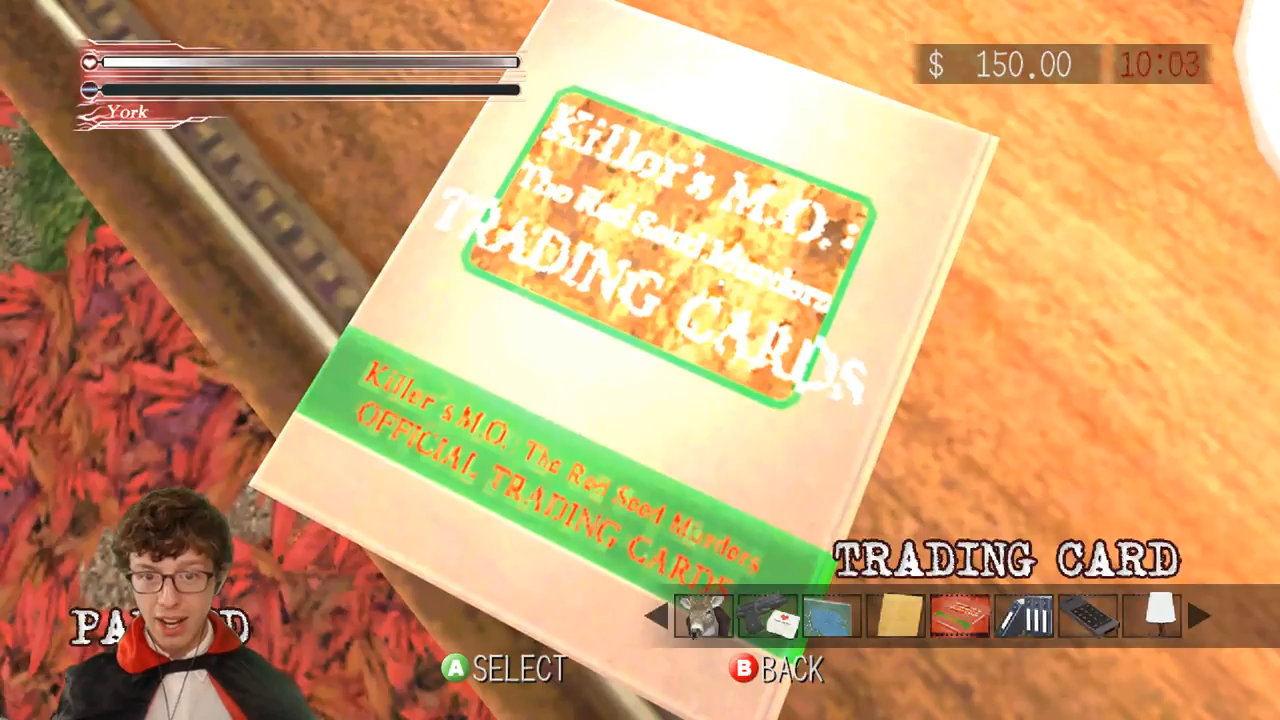 $ 150.00
10:03
York
Killer's M.O.:
The Red Seed Murders
TRADING CARDS
Killer's M.O. The Red Seed Murders
OFFICIAL TRADING CARDS
TRADING CARD
A SELECT
B BACK